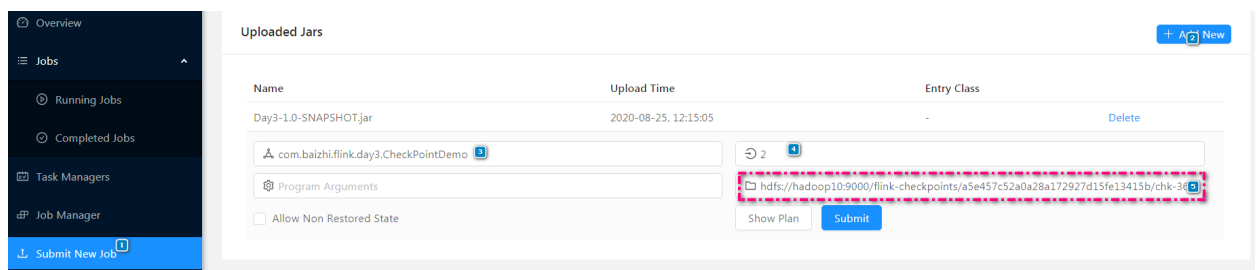 Overview
Jobs
Running Jobs
Completed Jobs
Task Managers
Job Manager
Submit New Job 1
Uploaded Jars
+ Add New 2
Name Upload Time Entry Class
Day3-1.0-SNAPSHOT.jar 2020-08-25, 12:15:05 - Delete
com.baizhi.flink.day3.CheckPointDemo 3
2 4
Program Arguments
hdfs://hadoop10:9000/flink-checkpoints/a5e457c52a0a28a172927d15fe13415b/chk-36 5
Allow Non Restored State
Show Plan Submit